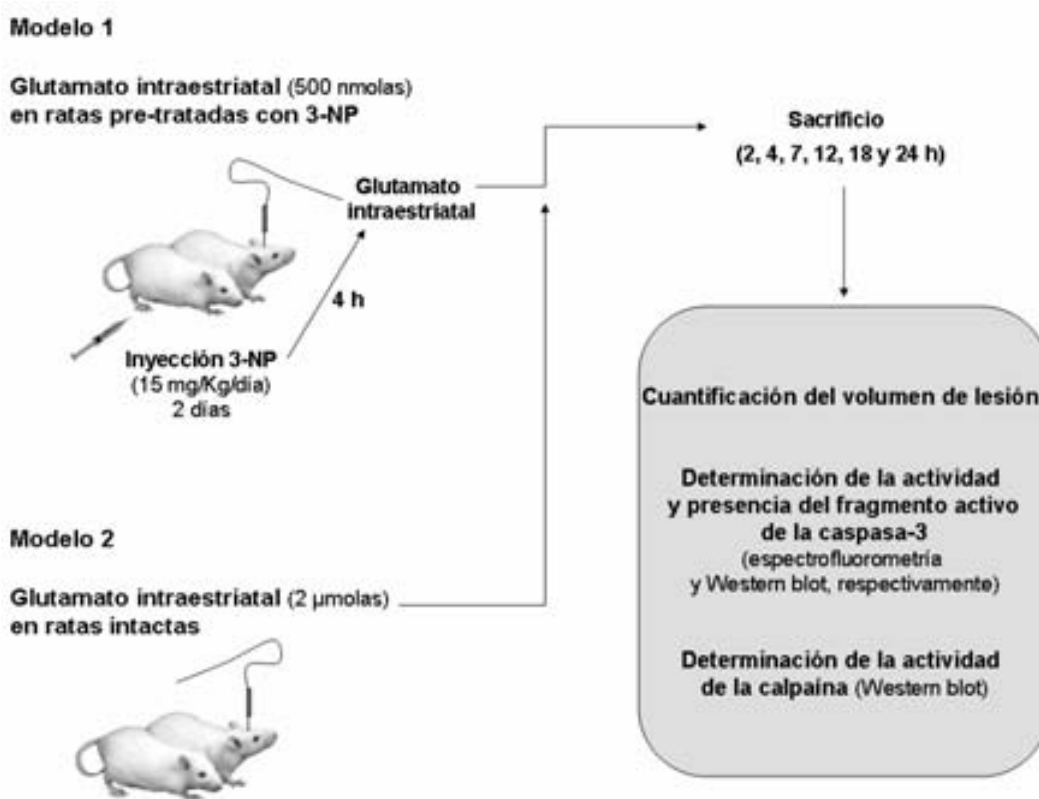 Modelo 1
Glutamato intraestriatal (500 nmolas)
en ratas pre-tratadas con 3-NP
Glutamato
intraestriatal
4 h
Inyección 3-NP
(15 mg/Kg/dia)
2 dias
Modelo 2
Glutamato intraestriatal (2 µmolas)
en ratas intactas
Sacrificio
(2, 4, 7, 12, 18 y 24 h)
Cuantificación del volumen de lesión
Determinación de la actividad
y presencia del fragmento activo
de la caspasa-3
(espectrofluorometría
y Western blot, respectivamente)
Determinación de la actividad
de la calpaína (Western blot)